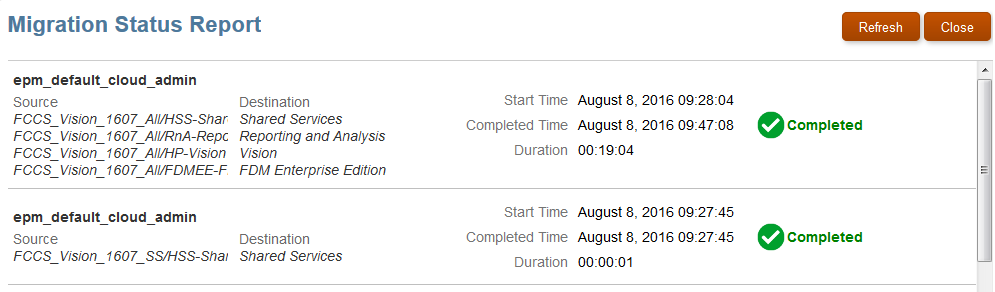 Migration Status Report
Refresh
Close
epm_default_cloud_admin
Source Destination
FCCS_Vision_1607_All/HSS-Shar Shared Services
FCCS_Vision_1607_All/RnA-Repo Reporting and Analysis
FCCS_Vision_1607_All/HP-Vision Vision
FCCS_Vision_1607_All/FDMEE-F FDM Enterprise Edition
Start Time August 8, 2016 09:28:04
Completed Time August 8, 2016 09:47:08
Duration 00:19:04
Completed
epm_default_cloud_admin
Source Destination
FCCS_Vision_1607_SS/HSS-Shar Shared Services
Start Time August 8, 2016 09:27:45
Completed Time August 8, 2016 09:27:45
Duration 00:00:01
Completed